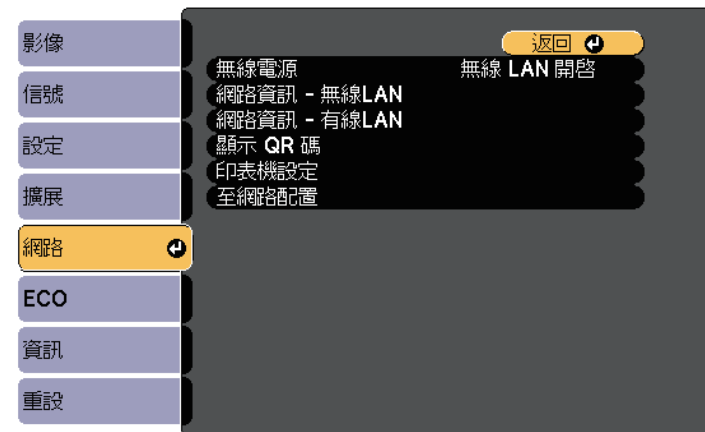 影像
信號
設定
擴展
網路
ECO
資訊
重設
返回
無線電源 無線 LAN 開啓
網路資訊 - 無線LAN
網路資訊 - 有線LAN
顯示 QR 碼
印表機設定
至網路配置